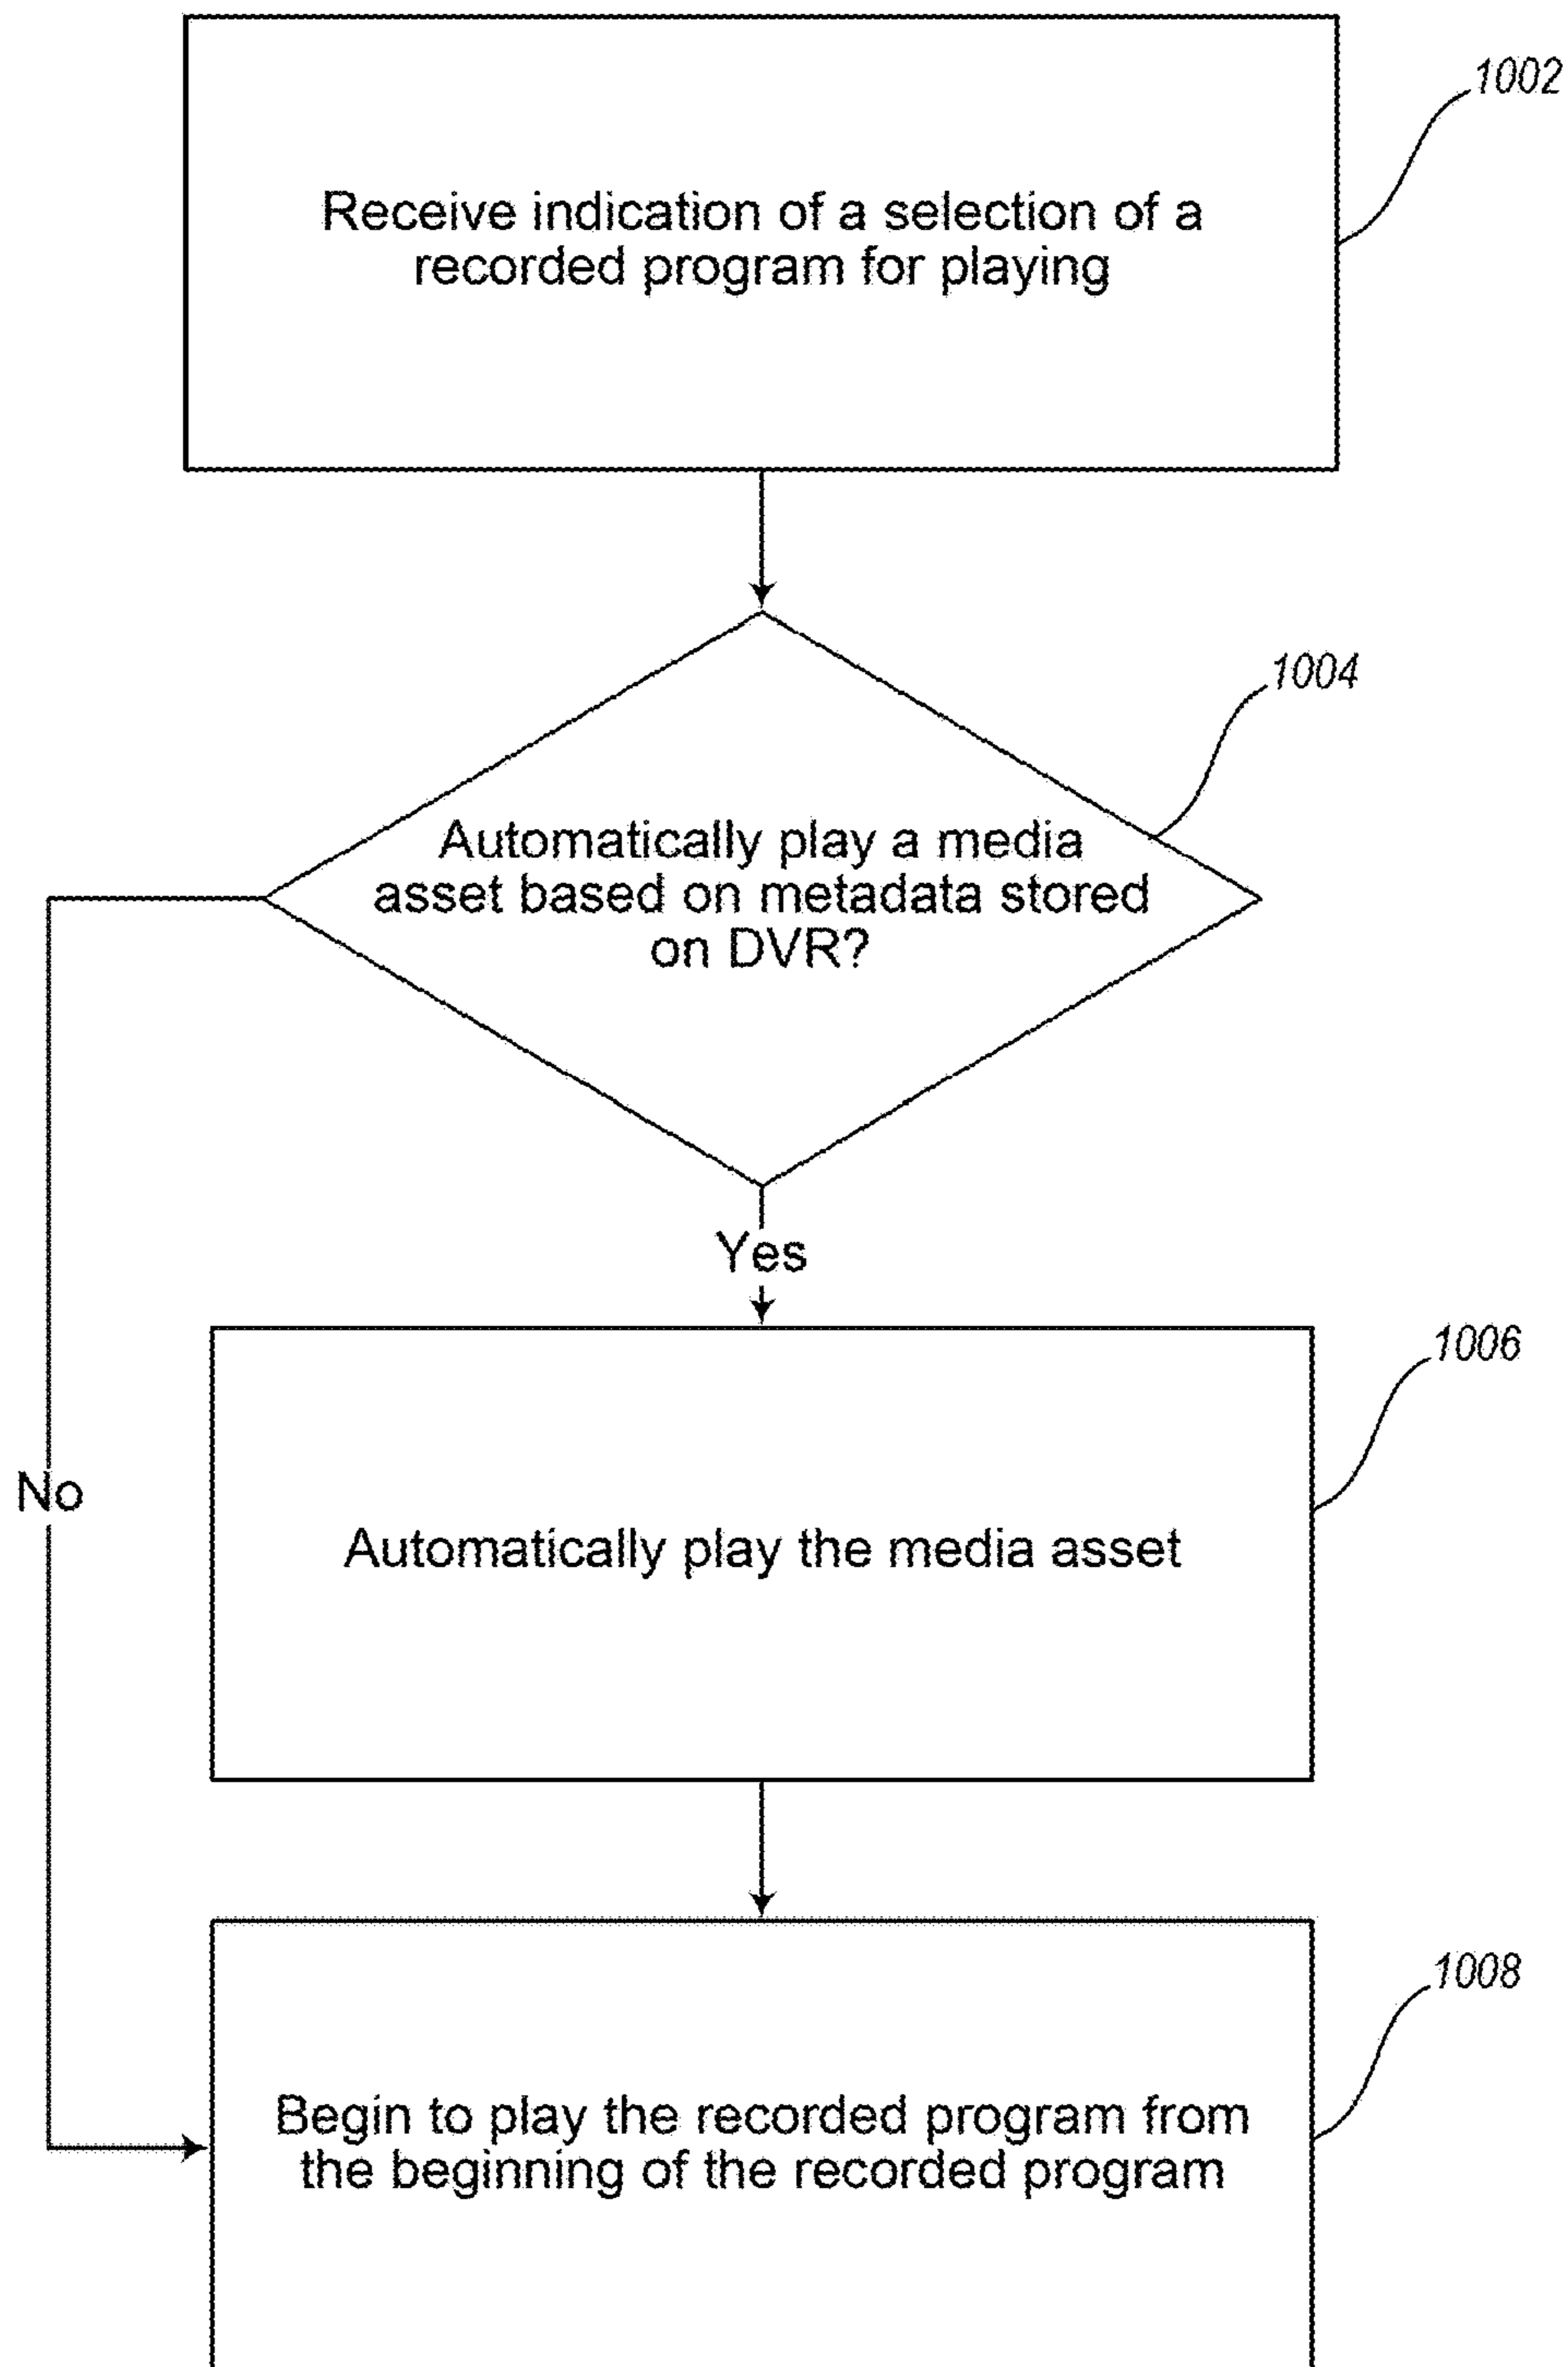 1002
Receive indication of a selection of a
recorded program for playing
1004
Automatically play a media
asset based on metadata stored
on DVR?
Yes
1006
No
Automatically play the media asset
1008
Begin to play the recorded program from
the beginning of the recorded program